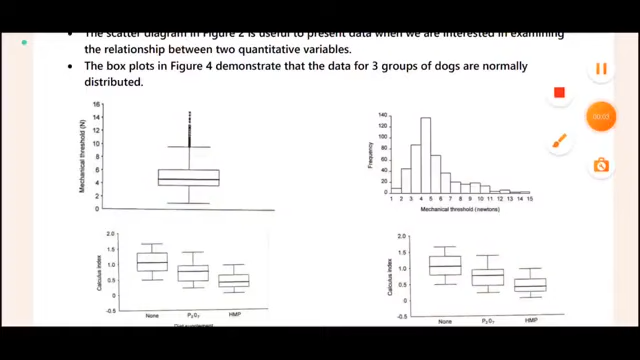 The scatter diagram in Figure 2 is useful to present data when we are interested in examining
the relationship between two quantitative variables.
• The box plots in Figure 4 demonstrate that the data for 3 groups of dogs are normally
distributed.
Mechanical threshold (N)
16
14
12
10
8
6
4
2
0
Frequency
140
120
100
80
60
40
20
0
1 2 3 4 5 6 7 8 9 10 11 12 13 14 15
Mechanical threshold (newtons)
00:03
Calculus index
2.0
1.5
1.0
0.5
0
-0.5
None P₂O₇ HMP
Calculus index
2.0
1.5
1.0
0.5
0
-0.5
None P₂O₇ HMP